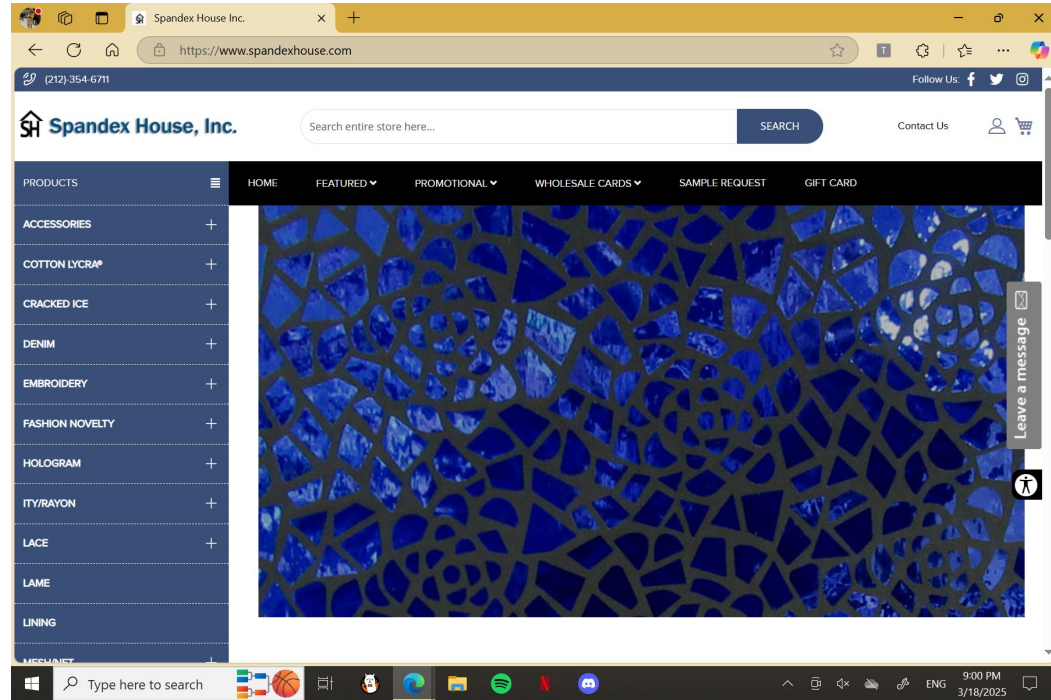 Spandex House Inc.
https://www.spandexhouse.com
T
(212)-354-6711
Follow Us:
SH Spandex House, Inc.
Search entire store here...
SEARCH
Contact Us
PRODUCTS
HOME
FEATURED
PROMOTIONAL
WHOLESALE CARDS
SAMPLE REQUEST
GIFT CARD
ACCESSORIES
COTTON LYCRA®
CRACKED ICE
DENIM
EMBROIDERY
FASHION NOVELTY
HOLOGRAM
ITY/RAYON
LACE
LAME
LINING
MESH/NET
Leave a message
Type here to search
ENG
9:00 PM
3/18/2025